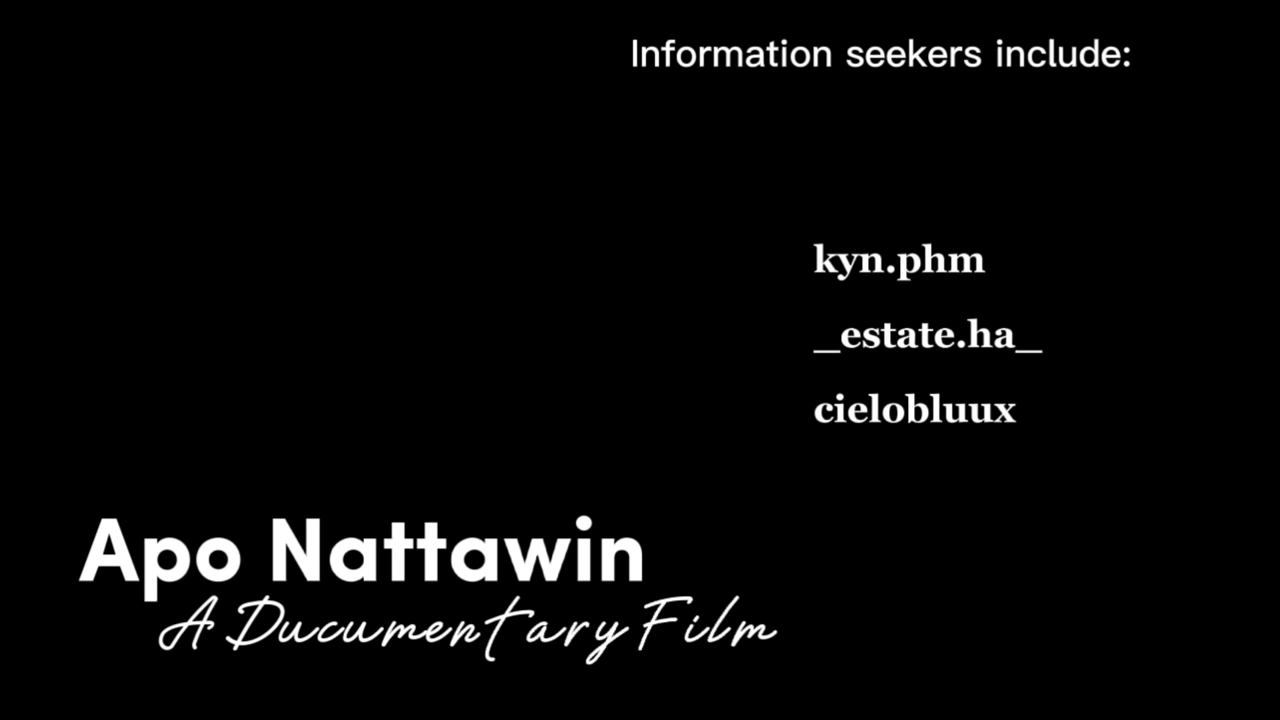 Information seekers include:
kyn.phm
_estate.ha_
cielobluux
Apo Nattawin
A Ducumentary Film